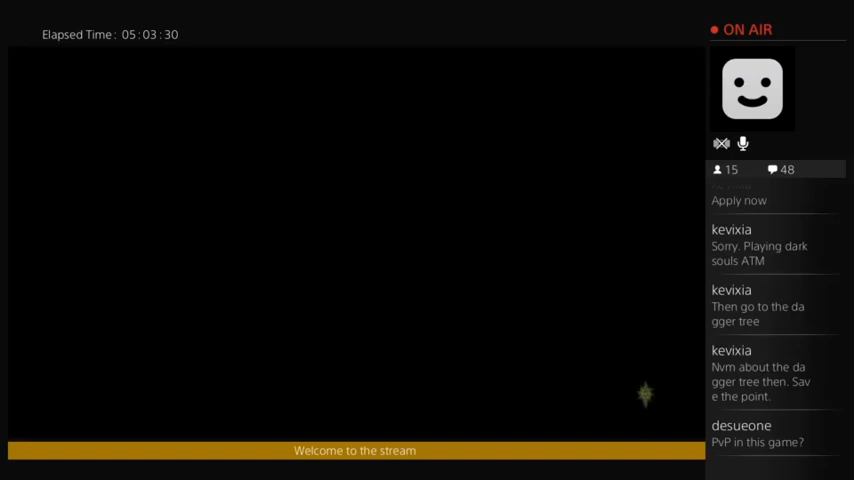 Elapsed Time: 05:03:30
ON AIR
15
48
Apply now
kevixia
Sorry. Playing dark
souls ATM
kevixia
Then go to the da
gger tree
kevixia
Nvm about the da
gger tree then. Sav
e the point.
desueone
PvP in this game?
Welcome to the stream